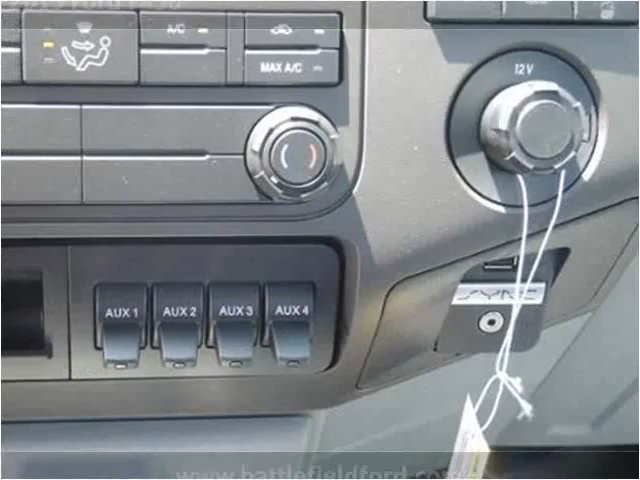 A/C
MAX A/C
12V
AUX 1 AUX 2 AUX 3 AUX 4
SYNC
www.battlefieldford.com